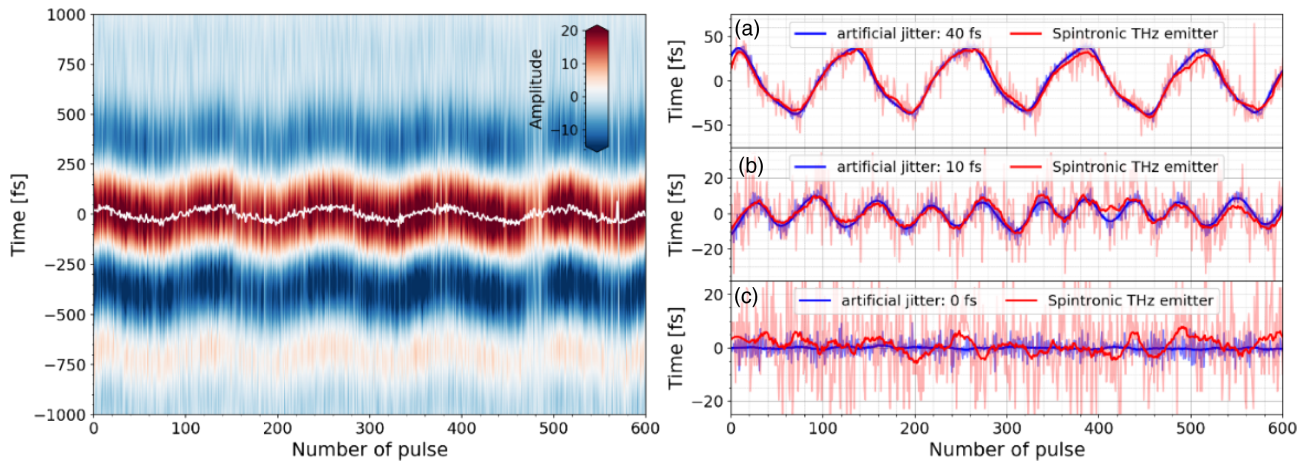 1000
750
500
250
0
−250
−500
−750
−1000
Time [fs]
0 100 200 300 400 500 600
Number of pulse
Amplitude
20
10
0
−10
(a)
artificial jitter: 40 fs Spintronic THz emitter
Time [fs]
50
0
−50
(b)
artificial jitter: 10 fs Spintronic THz emitter
Time [fs]
20
0
−20
(c)
artificial jitter: 0 fs Spintronic THz emitter
Time [fs]
20
0
−20
0 100 200 300 400 500 600
Number of pulse